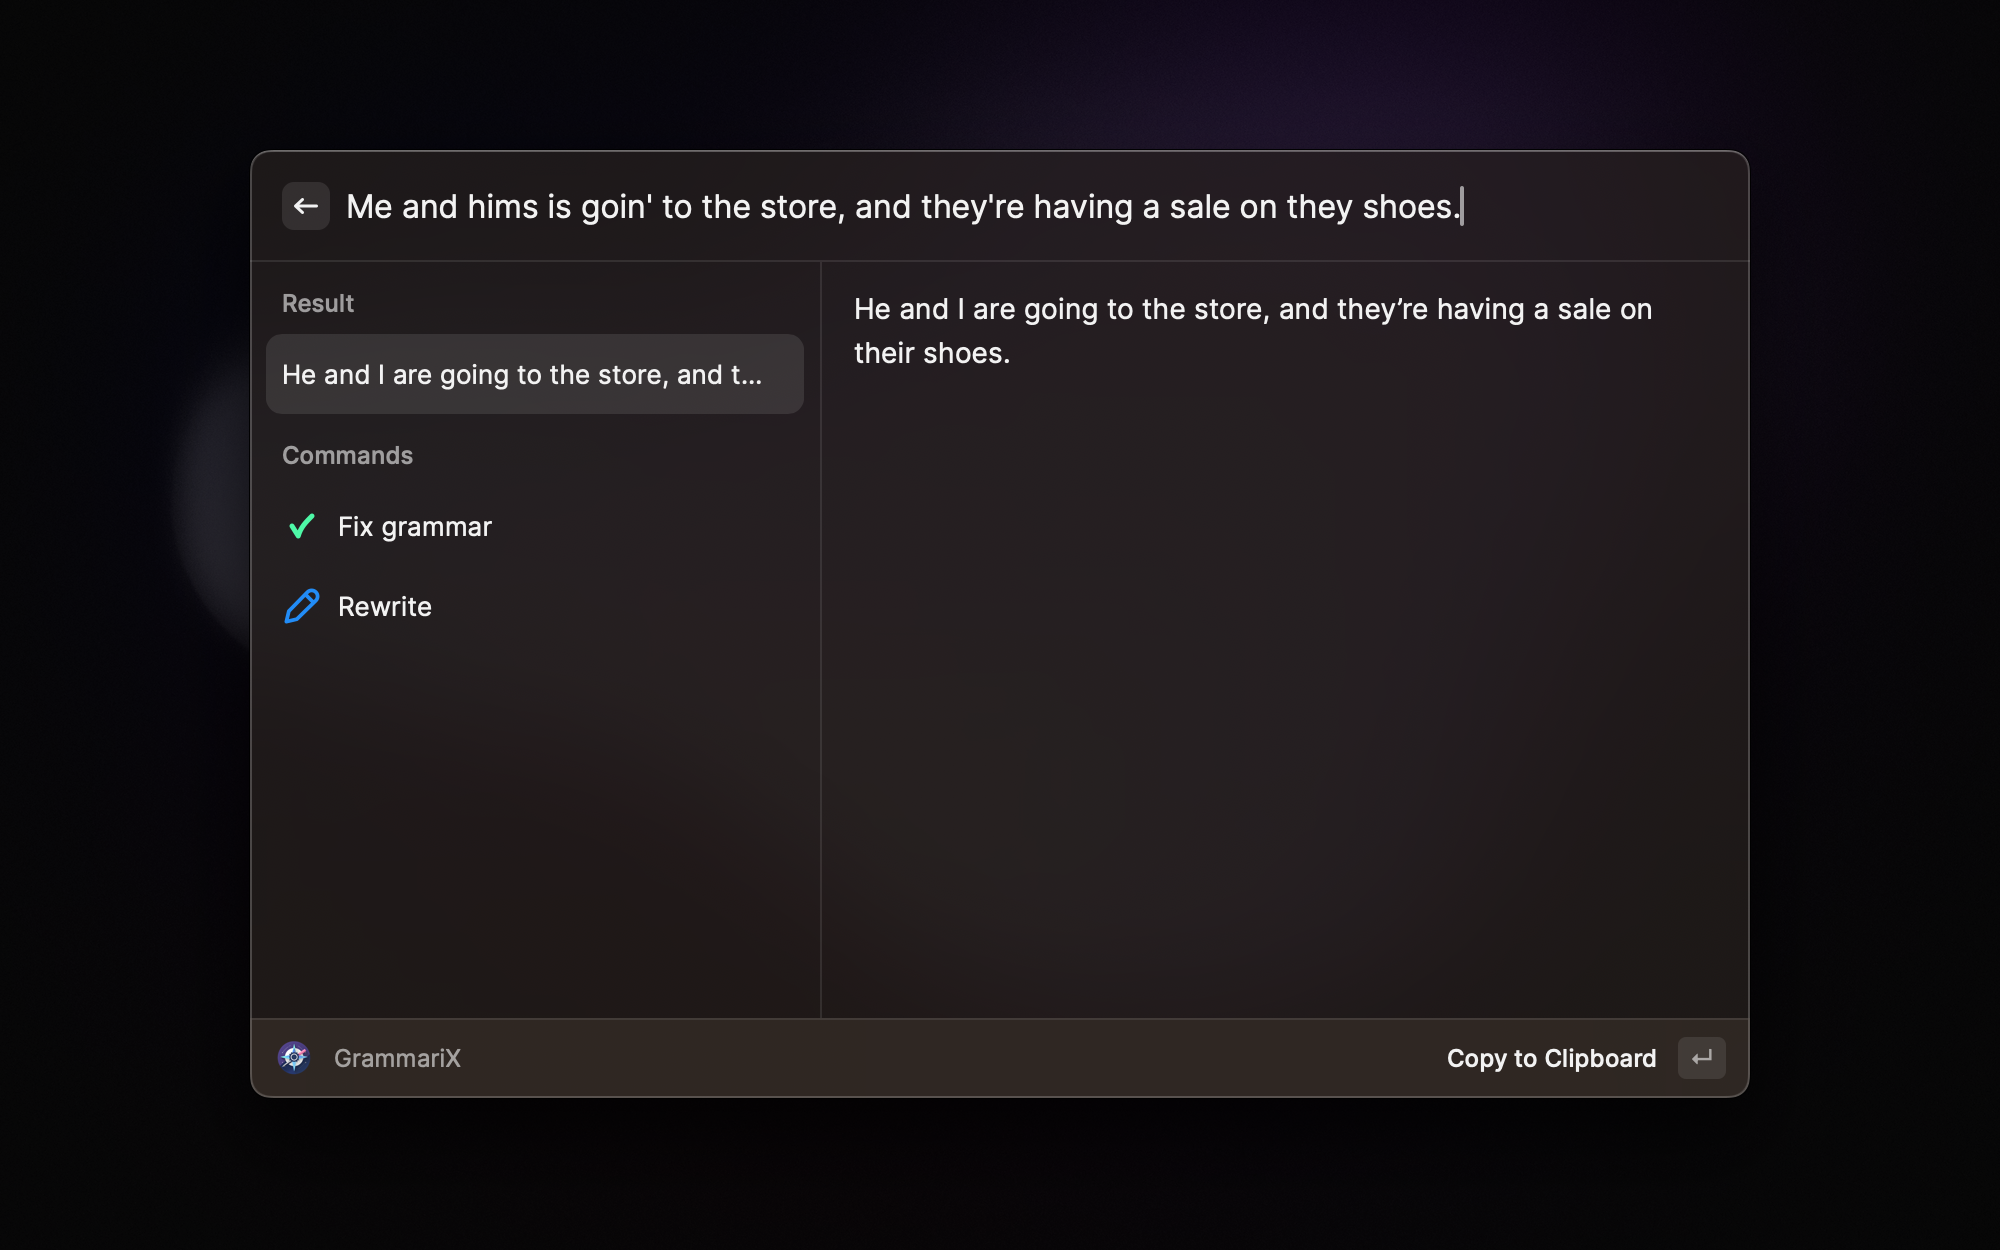 Me and hims is goin' to the store, and they're having a sale on they shoes.
Result
He and I are going to the store, and t...
Commands
Fix grammar
Rewrite
He and I are going to the store, and they’re having a sale on
their shoes.
GrammariX
Copy to Clipboard